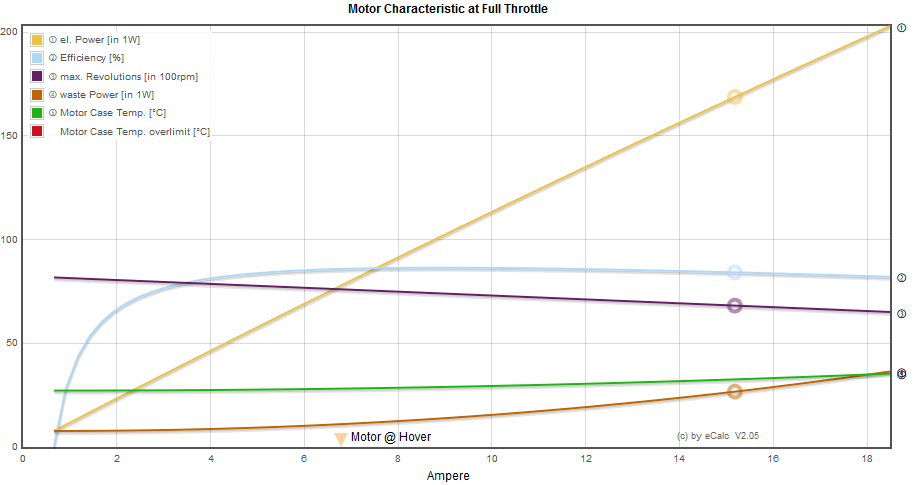 Motor Characteristic at Full Throttle
200
150
100
50
0
① el. Power [in 1W]
② Efficiency [%]
③ max. Revolutions [in 100rpm]
④ waste Power [in 1W]
⑤ Motor Case Temp. [°C]
Motor Case Temp. overlimit [°C]
①
②
③
Motor @ Hover
(c) by eCalc V2.05
0 2 4 6 8 10 12 14 16 18
Ampere